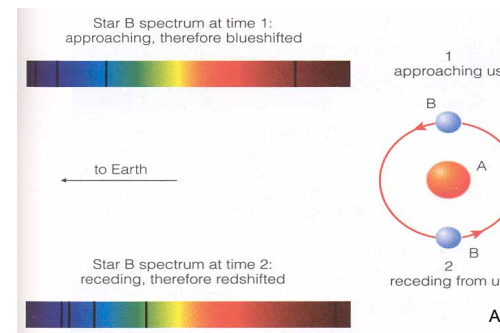 Star B spectrum at time 1:
approaching, therefore blueshifted
1
approaching us
B
to Earth
A
B
Star B spectrum at time 2:
receding, therefore redshifted
2
receding from u
A